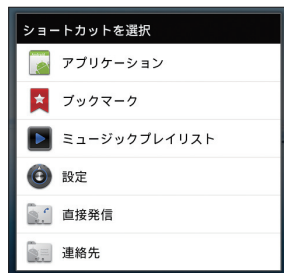 ショートカットを選択
アプリケーション
ブックマーク
ミュージックプレイリスト
設定
直接発信
連絡先